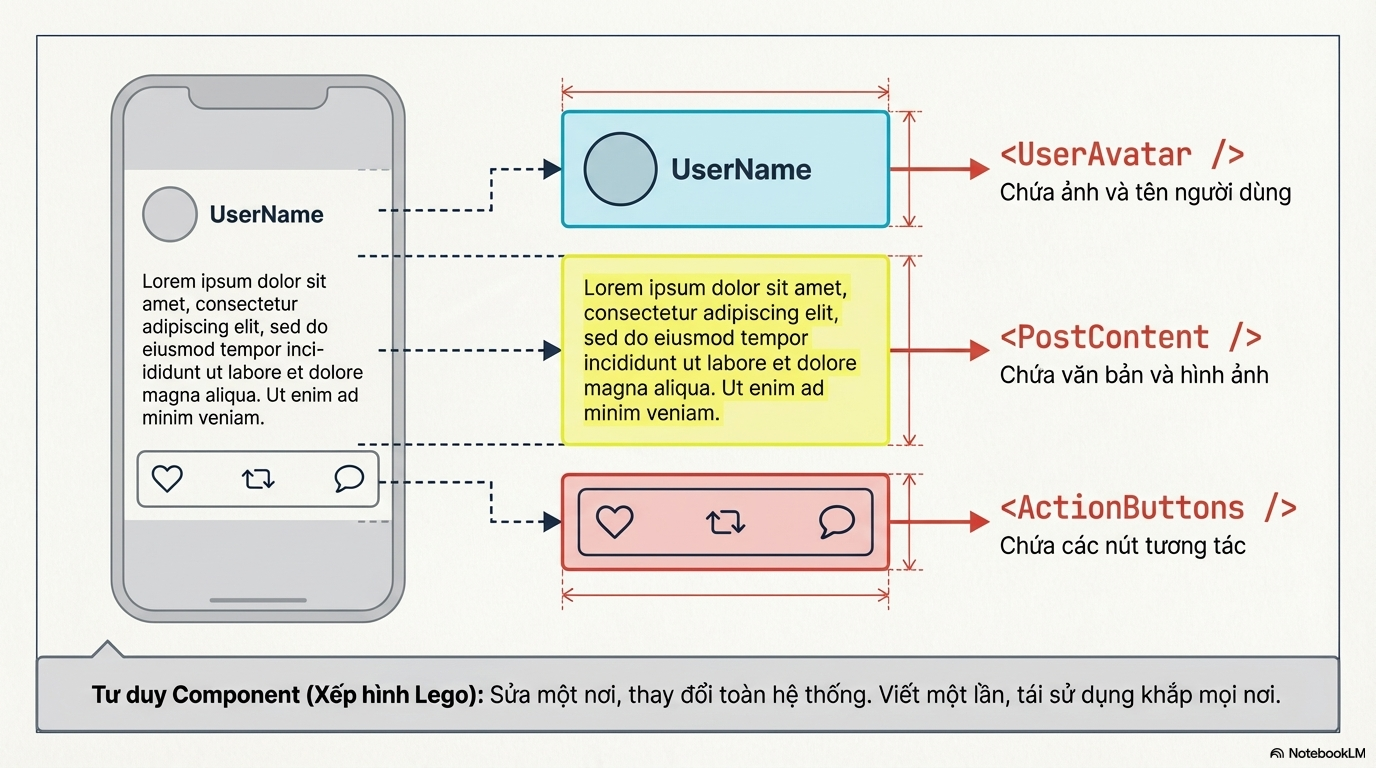 UserName
Lorem ipsum dolor sit
amet, consectetur
adipiscing elit, sed do
eiusmod tempor inci-
ididunt ut labore et dolore
magna aliqua. Ut enim ad
minim veniam.
UserName
Lorem ipsum dolor sit amet,
consectetur adipiscing elit,
sed do eiusmod tempor
incididunt ut labore et dolore
magna aliqua. Ut enim ad
minim veniam.
<UserAvatar />
Chứa ảnh và tên người dùng
<PostContent />
Chứa văn bản và hình ảnh
<ActionButtons />
Chứa các nút tương tác
Tư duy Component (Xếp hình Lego): Sửa một nơi, thay đổi toàn hệ thống. Viết một lần, tái sử dụng khắp mọi nơi.
NotebookLM